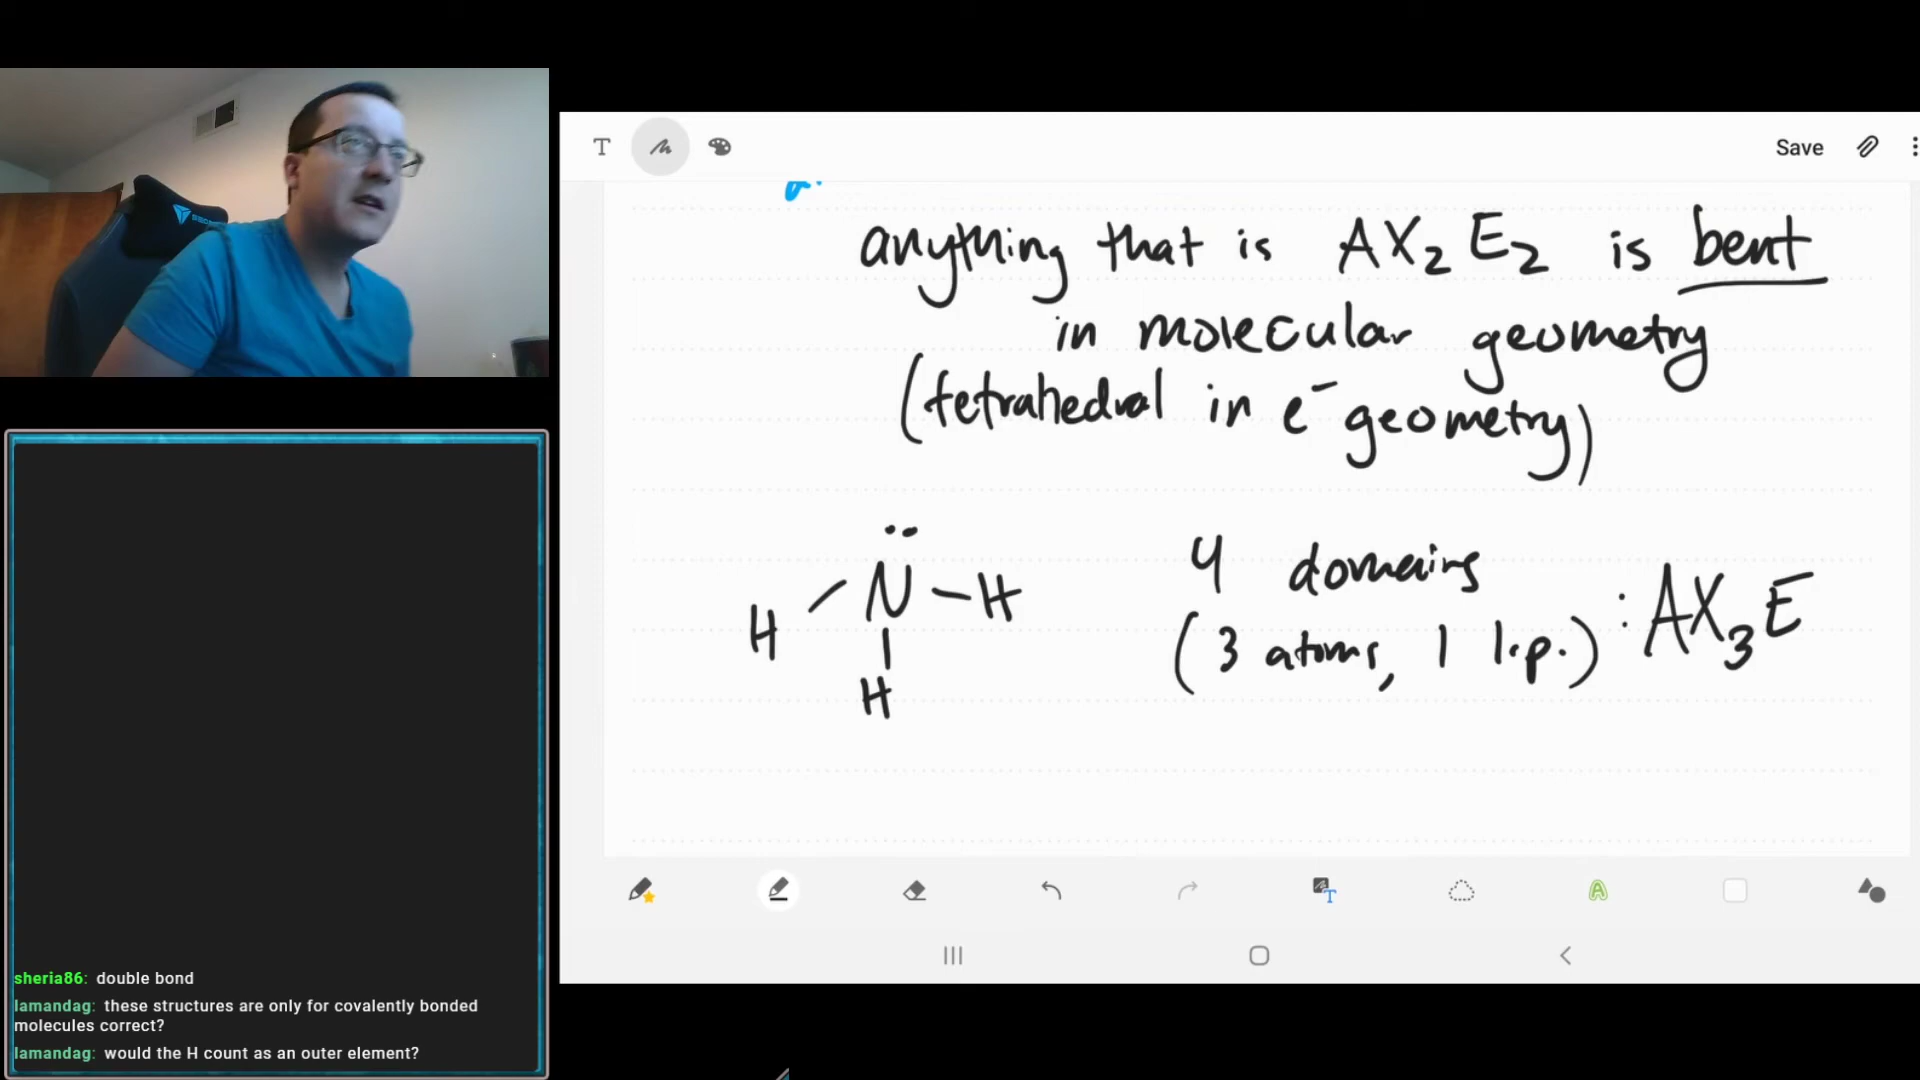 T
Save
anything that is AX₂E₂ is bent
in molecular geometry
(tetrahedral in e⁻ geometry)
N
H
H
H
4 domains
(3 atoms, 1 l.p.) : AX₃E
T
A
sheria86: double bond
lamandag: these structures are only for covalently bonded
molecules correct?
lamandag: would the H count as an outer element?